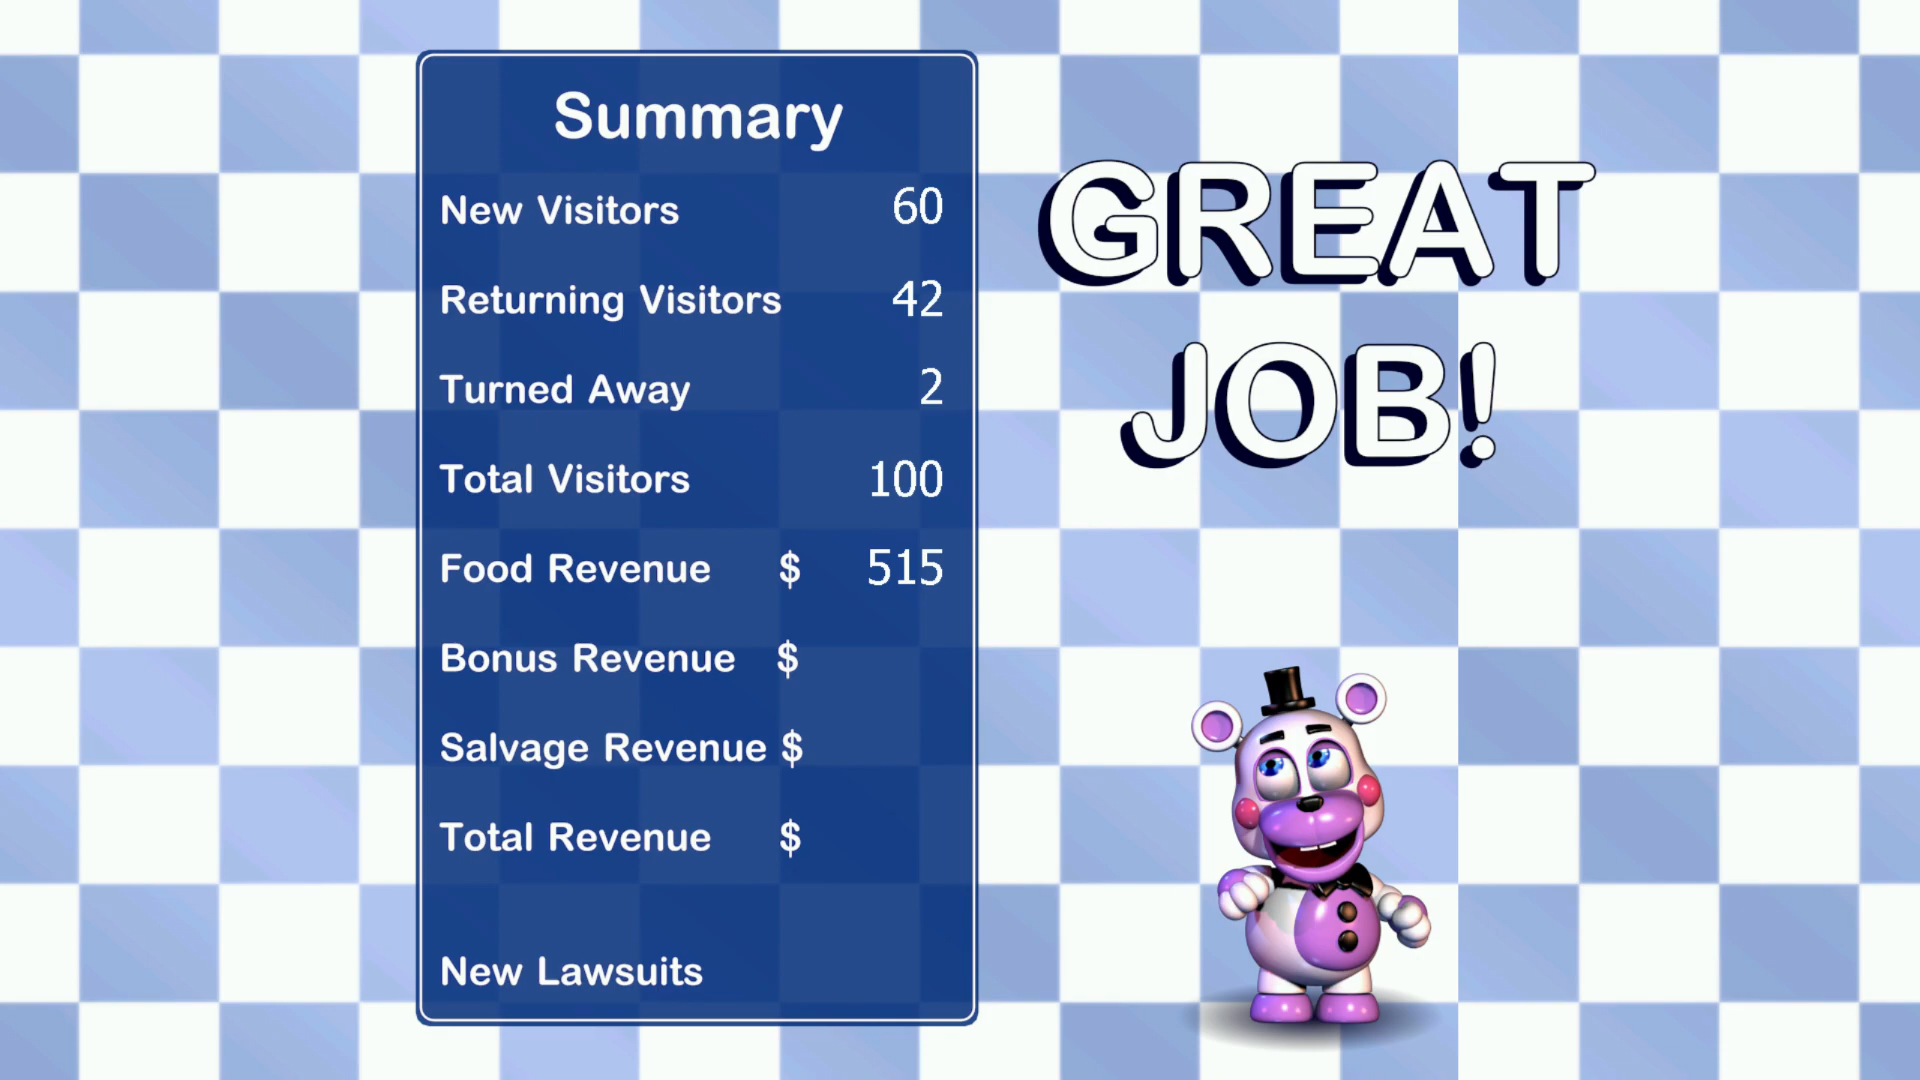 Summary
New Visitors 60
Returning Visitors 42
Turned Away 2
Total Visitors 100
Food Revenue $ 515
Bonus Revenue $
Salvage Revenue $
Total Revenue $
New Lawsuits
GREAT
JOB!